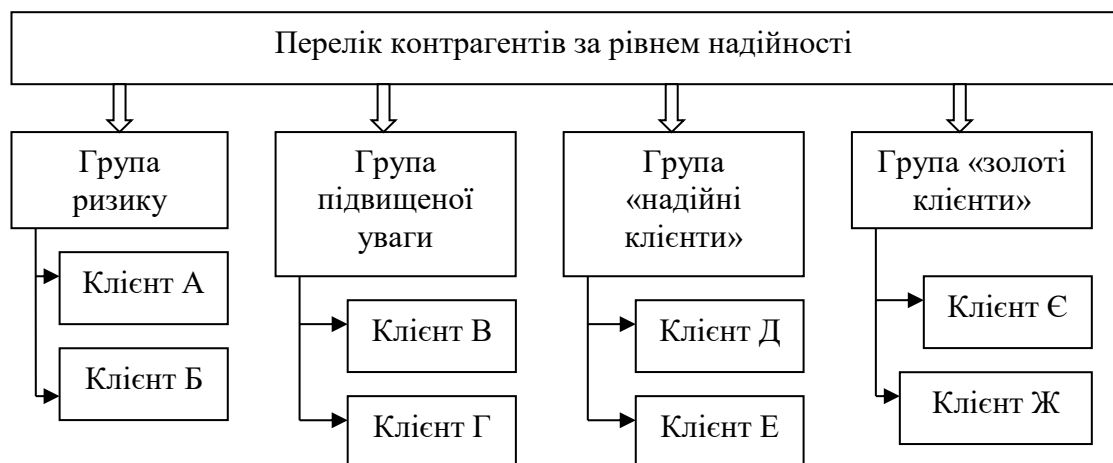 Перелік контрагентів за рівнем надійності
Група
ризику
Клієнт А
Клієнт Б
Група
підвищеної
уваги
Клієнт В
Клієнт Г
Група
«надійні
клієнти»
Клієнт Д
Клієнт Е
Група «золоті
клієнти»
Клієнт Є
Клієнт Ж